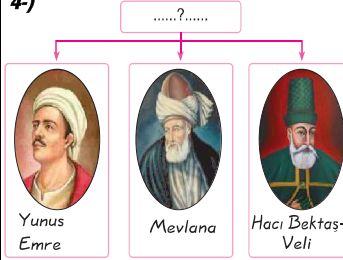 4-)
......?......
Yunus
Emre
Mevlana
Hacı Bektaş-
Veli